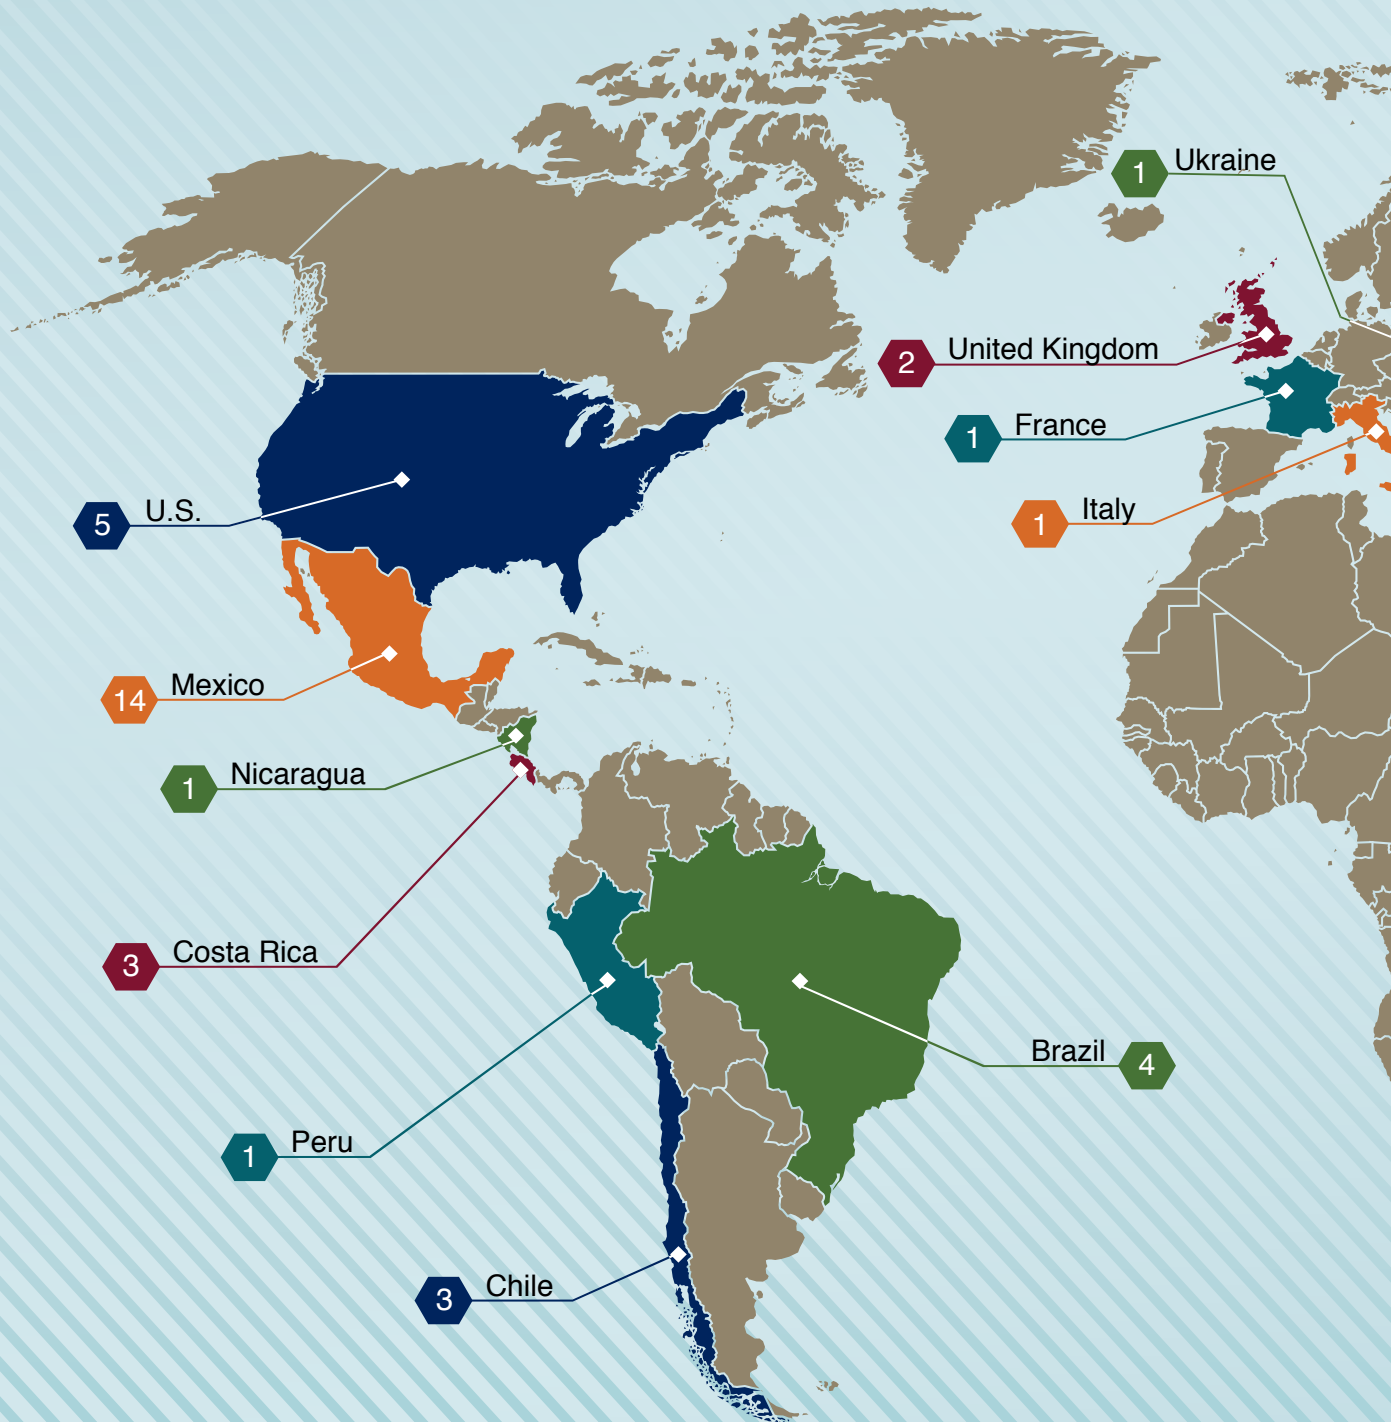 1 Ukraine
2 United Kingdom
1 France
5 U.S.
1 Italy
14 Mexico
1 Nicaragua
3 Costa Rica
Brazil 4
1 Peru
3 Chile